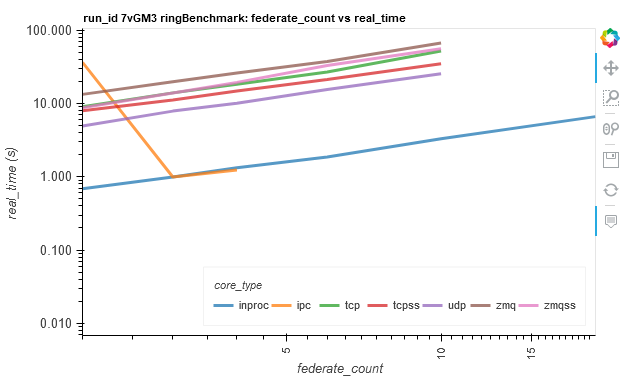 run_id 7vGM3 ringBenchmark: federate_count vs real_time
100.000
10.000
1.000
0.100
0.010
real_time (s)
core_type
inproc ipc tcp tcpss udp zmq zmqss
5 10 15
federate_count